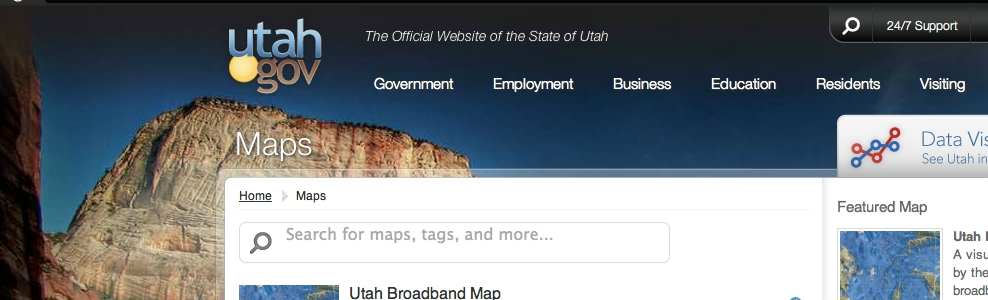 utah
gov
The Official Website of the State of Utah
24/7 Support
Government Employment Business Education Residents Visiting
Maps
Data Vis
See Utah in
Home Maps
Search for maps, tags, and more...
Featured Map
Utah
A visu
by the
broadb
Utah Broadband Map